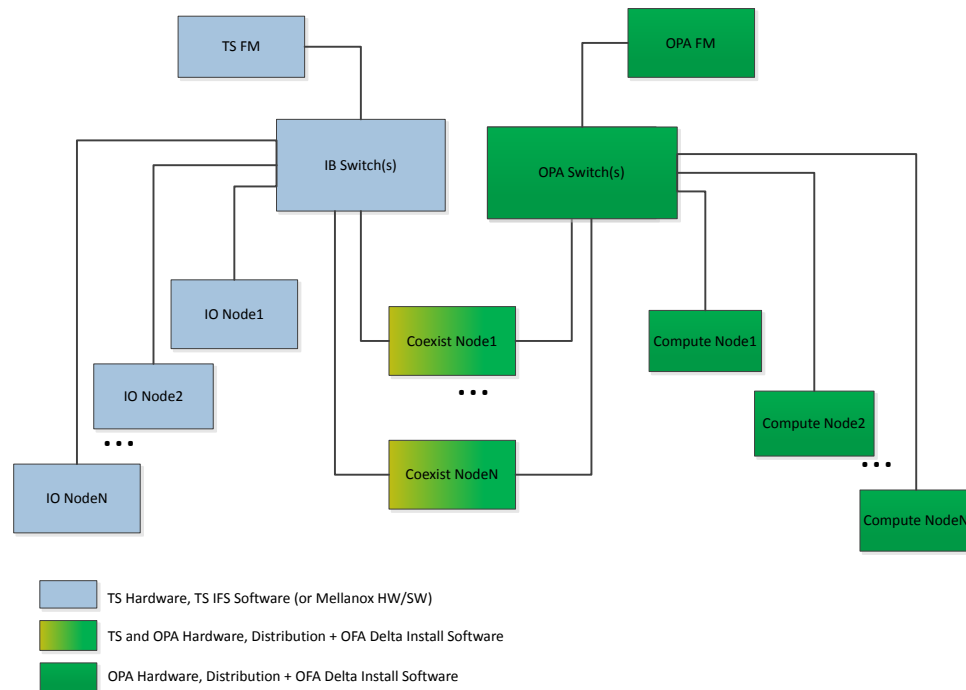 TS FM
OPA FM
IB Switch(s)
OPA Switch(s)
IO Node1
Coexist Node1
Compute Node1
...
IO Node2
Compute Node2
...
...
Coexist NodeN
IO NodeN
Compute NodeN
TS Hardware, TS IFS Software (or Mellanox HW/SW)
TS and OPA Hardware, Distribution + OFA Delta Install Software
OPA Hardware, Distribution + OFA Delta Install Software